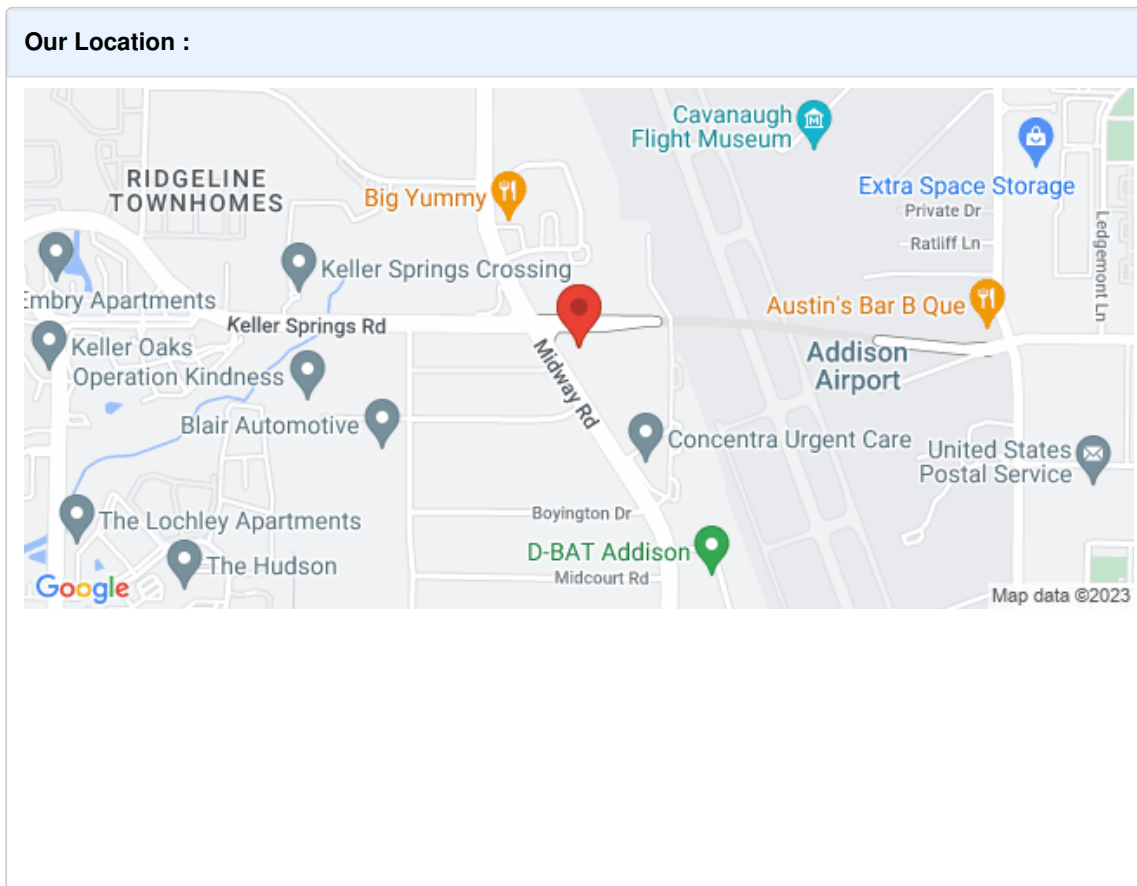 Our Location :
Cavanaugh
Flight Museum
RIDGELINE
TOWNHOMES
Big Yummy
Extra Space Storage
Private Dr
Ratliff Ln
Ledgemont Ln
Keller Springs Crossing
Embry Apartments
Austin's Bar B Que
Keller Springs Rd
Keller Oaks
Midway Rd
Addison
Airport
Operation Kindness
Blair Automotive
Concentra Urgent Care
United States
Postal Service
The Lochley Apartments
Boyington Dr
D-BAT Addison
The Hudson
Midcourt Rd
Google
Map data ©2023